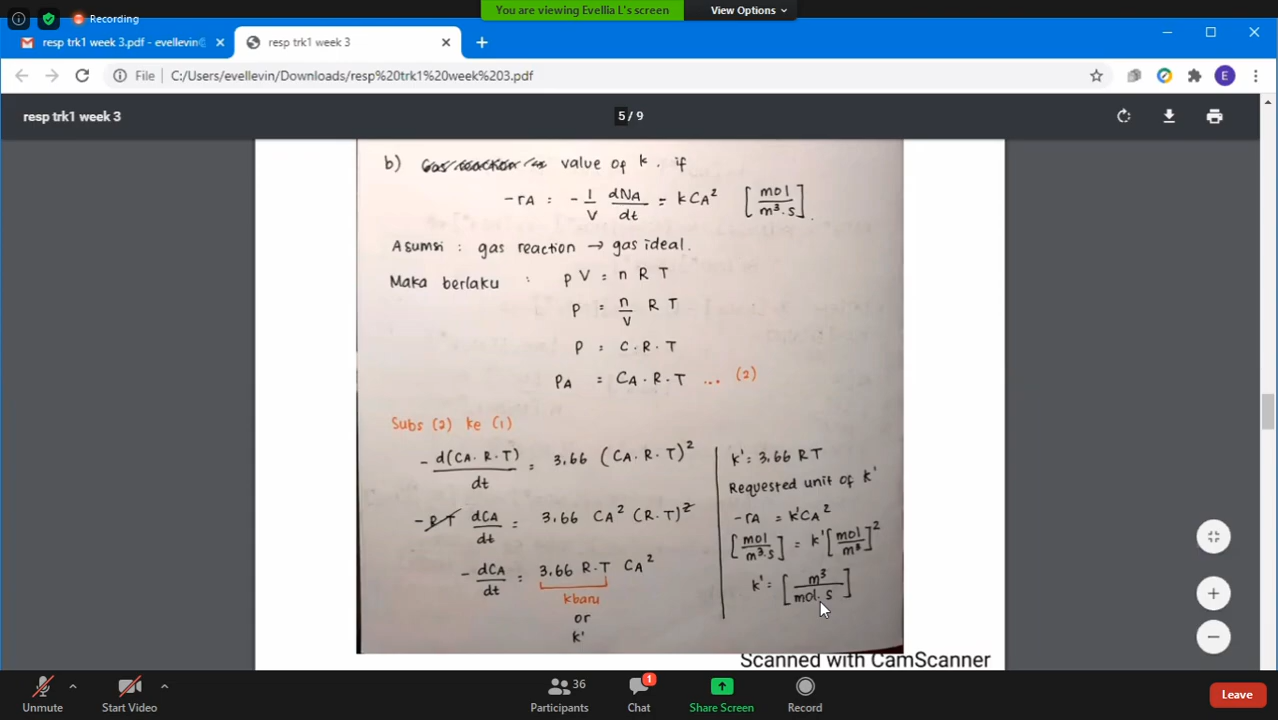 Recording
You are viewing Evellia L's screen
View Options
resp trk1 week 3.pdf - evellevin@
resp trk1 week 3
File
C:/Users/evellevin/Downloads/resp%20trk1%20week%203.pdf
E
resp trk1 week 3
5 / 9
b) value of k. if
-rA = - 1/V dNA/dt = k CA² [mol/m³.s].
Asumsi : gas reaction → gas ideal.
Maka berlaku : pV = n R T
P = n/V R T
P = C.R.T
PA = CA.R.T ... (2)
Subs (2) ke (1)
- d(CA.R.T)/dt = 3,66 (CA.R.T)²
-RT dCA/dt = 3,66 CA² (R.T)²
- dCA/dt = 3.66 R.T CA²
kbaru
or
k'
k' = 3.66 RT
Requested unit of k'
-rA = k'CA²
[mol/m³.s] = k' [mol/m³]²
k' = [m³/mol.s]
Scanned with CamScanner
Unmute
Start Video
36
Participants
1
Chat
Share Screen
Record
Leave